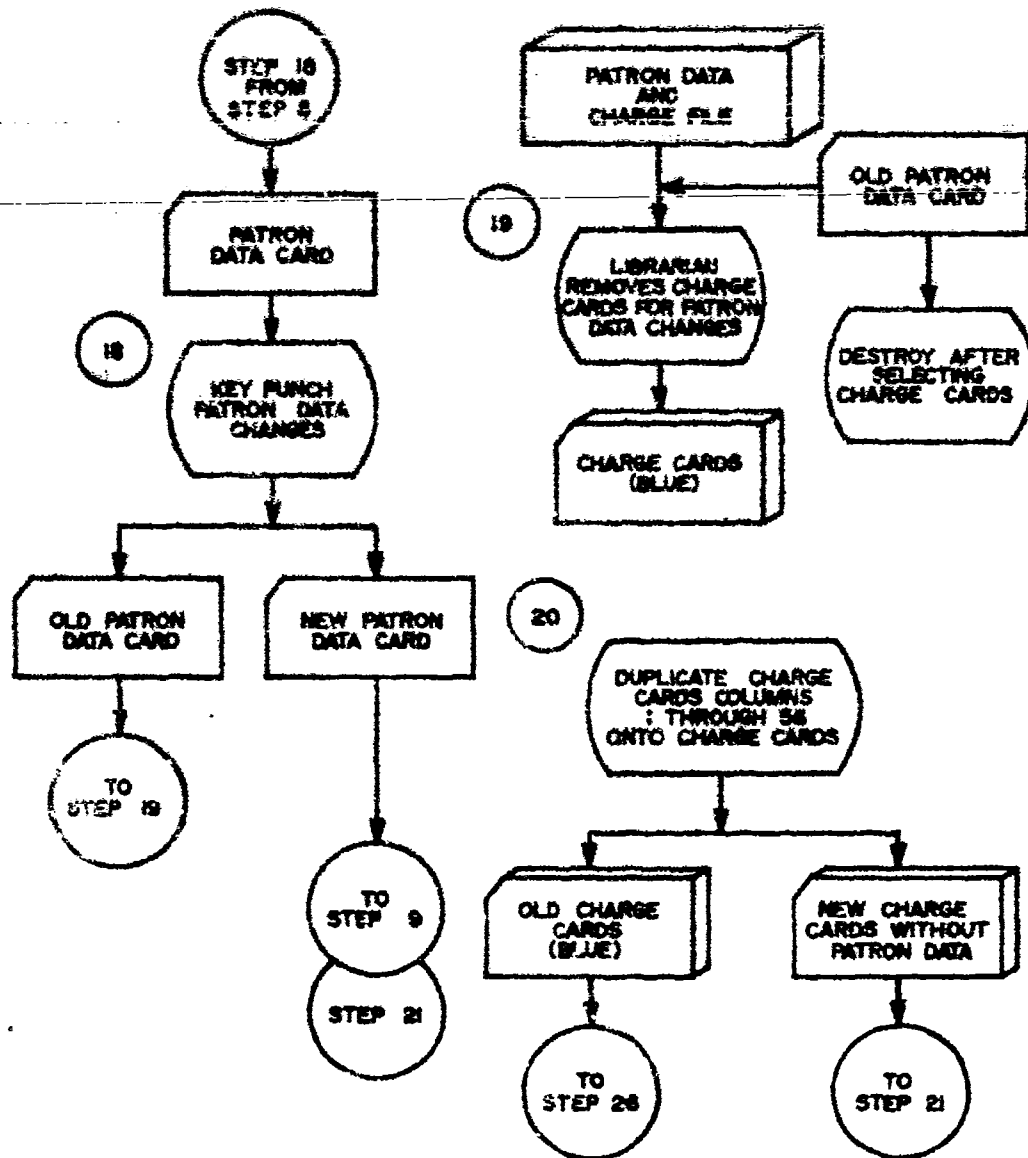 STEP 18
FROM
STEP
PATRON
DATA CARD
18
KEY PUNCH
PATRON DATA
CHANGES
OLD PATRON
DATA CARD
NEW PATRON
DATA CARD
TO
STEP 19
TO
STEP 9
STEP 21
PATRON DATA
AND
CHARGE FILE
OLD PATRON
DATA CARD
19
LIBRARIAN
REMOVES CHARGE
CARDS FOR PATRON
DATA CHANGES
DESTROY AFTER
SELECTING
CHARGE CARDS
CHARGE CARDS
(BLUE)
20
DUPLICATE CHARGE
CARDS COLUMNS
THROUGH
ONTO CHARGE CARDS
OLD CHARGE
CARDS
(BLUE)
NEW CHARGE
CARDS WITHOUT
PATRON DATA
TO
STEP 26
TO
STEP 21